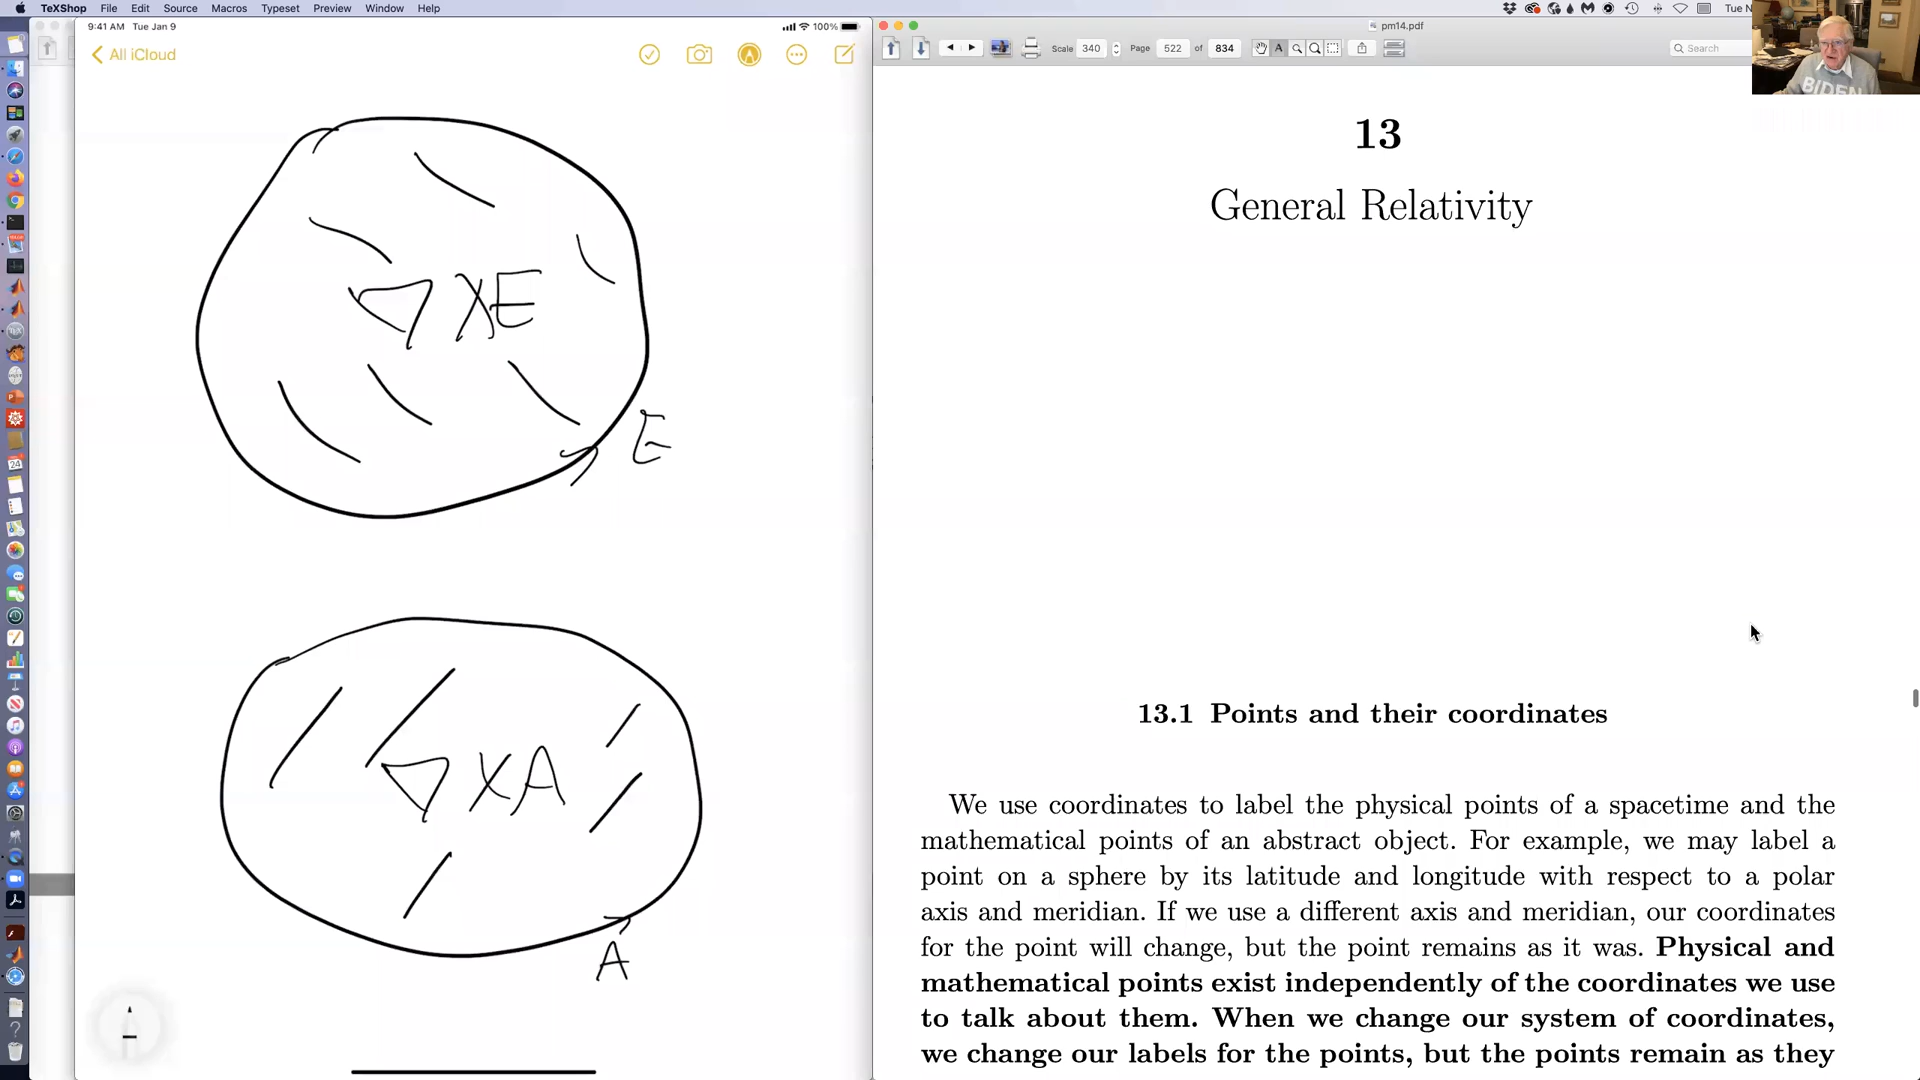 TeXShop File Edit Source Macros Typeset Preview Window Help
Tue N
9:41 AM Tue Jan 9
100%
All iCloud
∇ XE
E
∇ XA
A
pm14.pdf
Scale 340 Page 522 of 834
A
Search
BIDEN
13
General Relativity
13.1 Points and their coordinates
We use coordinates to label the physical points of a spacetime and the
mathematical points of an abstract object. For example, we may label a
point on a sphere by its latitude and longitude with respect to a polar
axis and meridian. If we use a different axis and meridian, our coordinates
for the point will change, but the point remains as it was. Physical and
mathematical points exist independently of the coordinates we use
to talk about them. When we change our system of coordinates,
we change our labels for the points, but the points remain as they